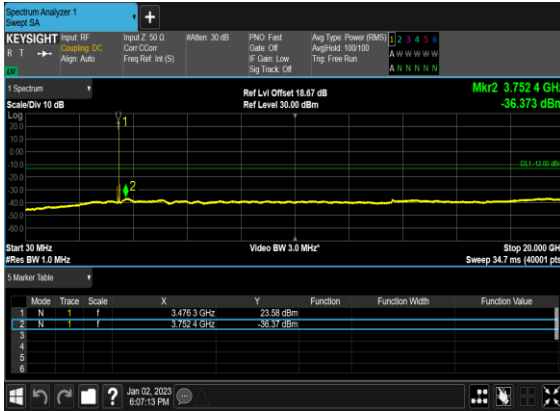 Spectrum Analyzer 1
Swept SA
+
KEYSIGHT Input: RF Input Z: 50 Ω #Atten: 30 dB PNO: Fast Avg Type: Power (RMS) 1 2 3 4 5 6
R T Coupling: DC Corr CCorr Gate: Off Avg|Hold: 100/100 A W W W W W
Align: Auto Freq Ref: Int (S) IF Gain: Low Trig: Free Run
Sig Track: Off A N N N N N
1 Spectrum Ref Lvl Offset 18.67 dB Mkr2 3.752 4 GHz
Scale/Div 10 dB Ref Level 30.00 dBm -36.373 dBm
Log
20.0
10.0
0.00
-10.0
-20.0
-30.0
-40.0
-50.0
-60.0
1
2
DL1 -13.00 dBm
Start 30 MHz Video BW 3.0 MHz* Stop 20.000 GHz
#Res BW 1.0 MHz Sweep 34.7 ms (40001 pts)
5 Marker Table
Mode Trace Scale X Y Function Function Width Function Value
1 N 1 f 3.476 3 GHz 23.58 dBm
2 N 1 f 3.752 4 GHz -36.37 dBm
3
4
5
6
? Jan 02, 2023
6:07:13 PM